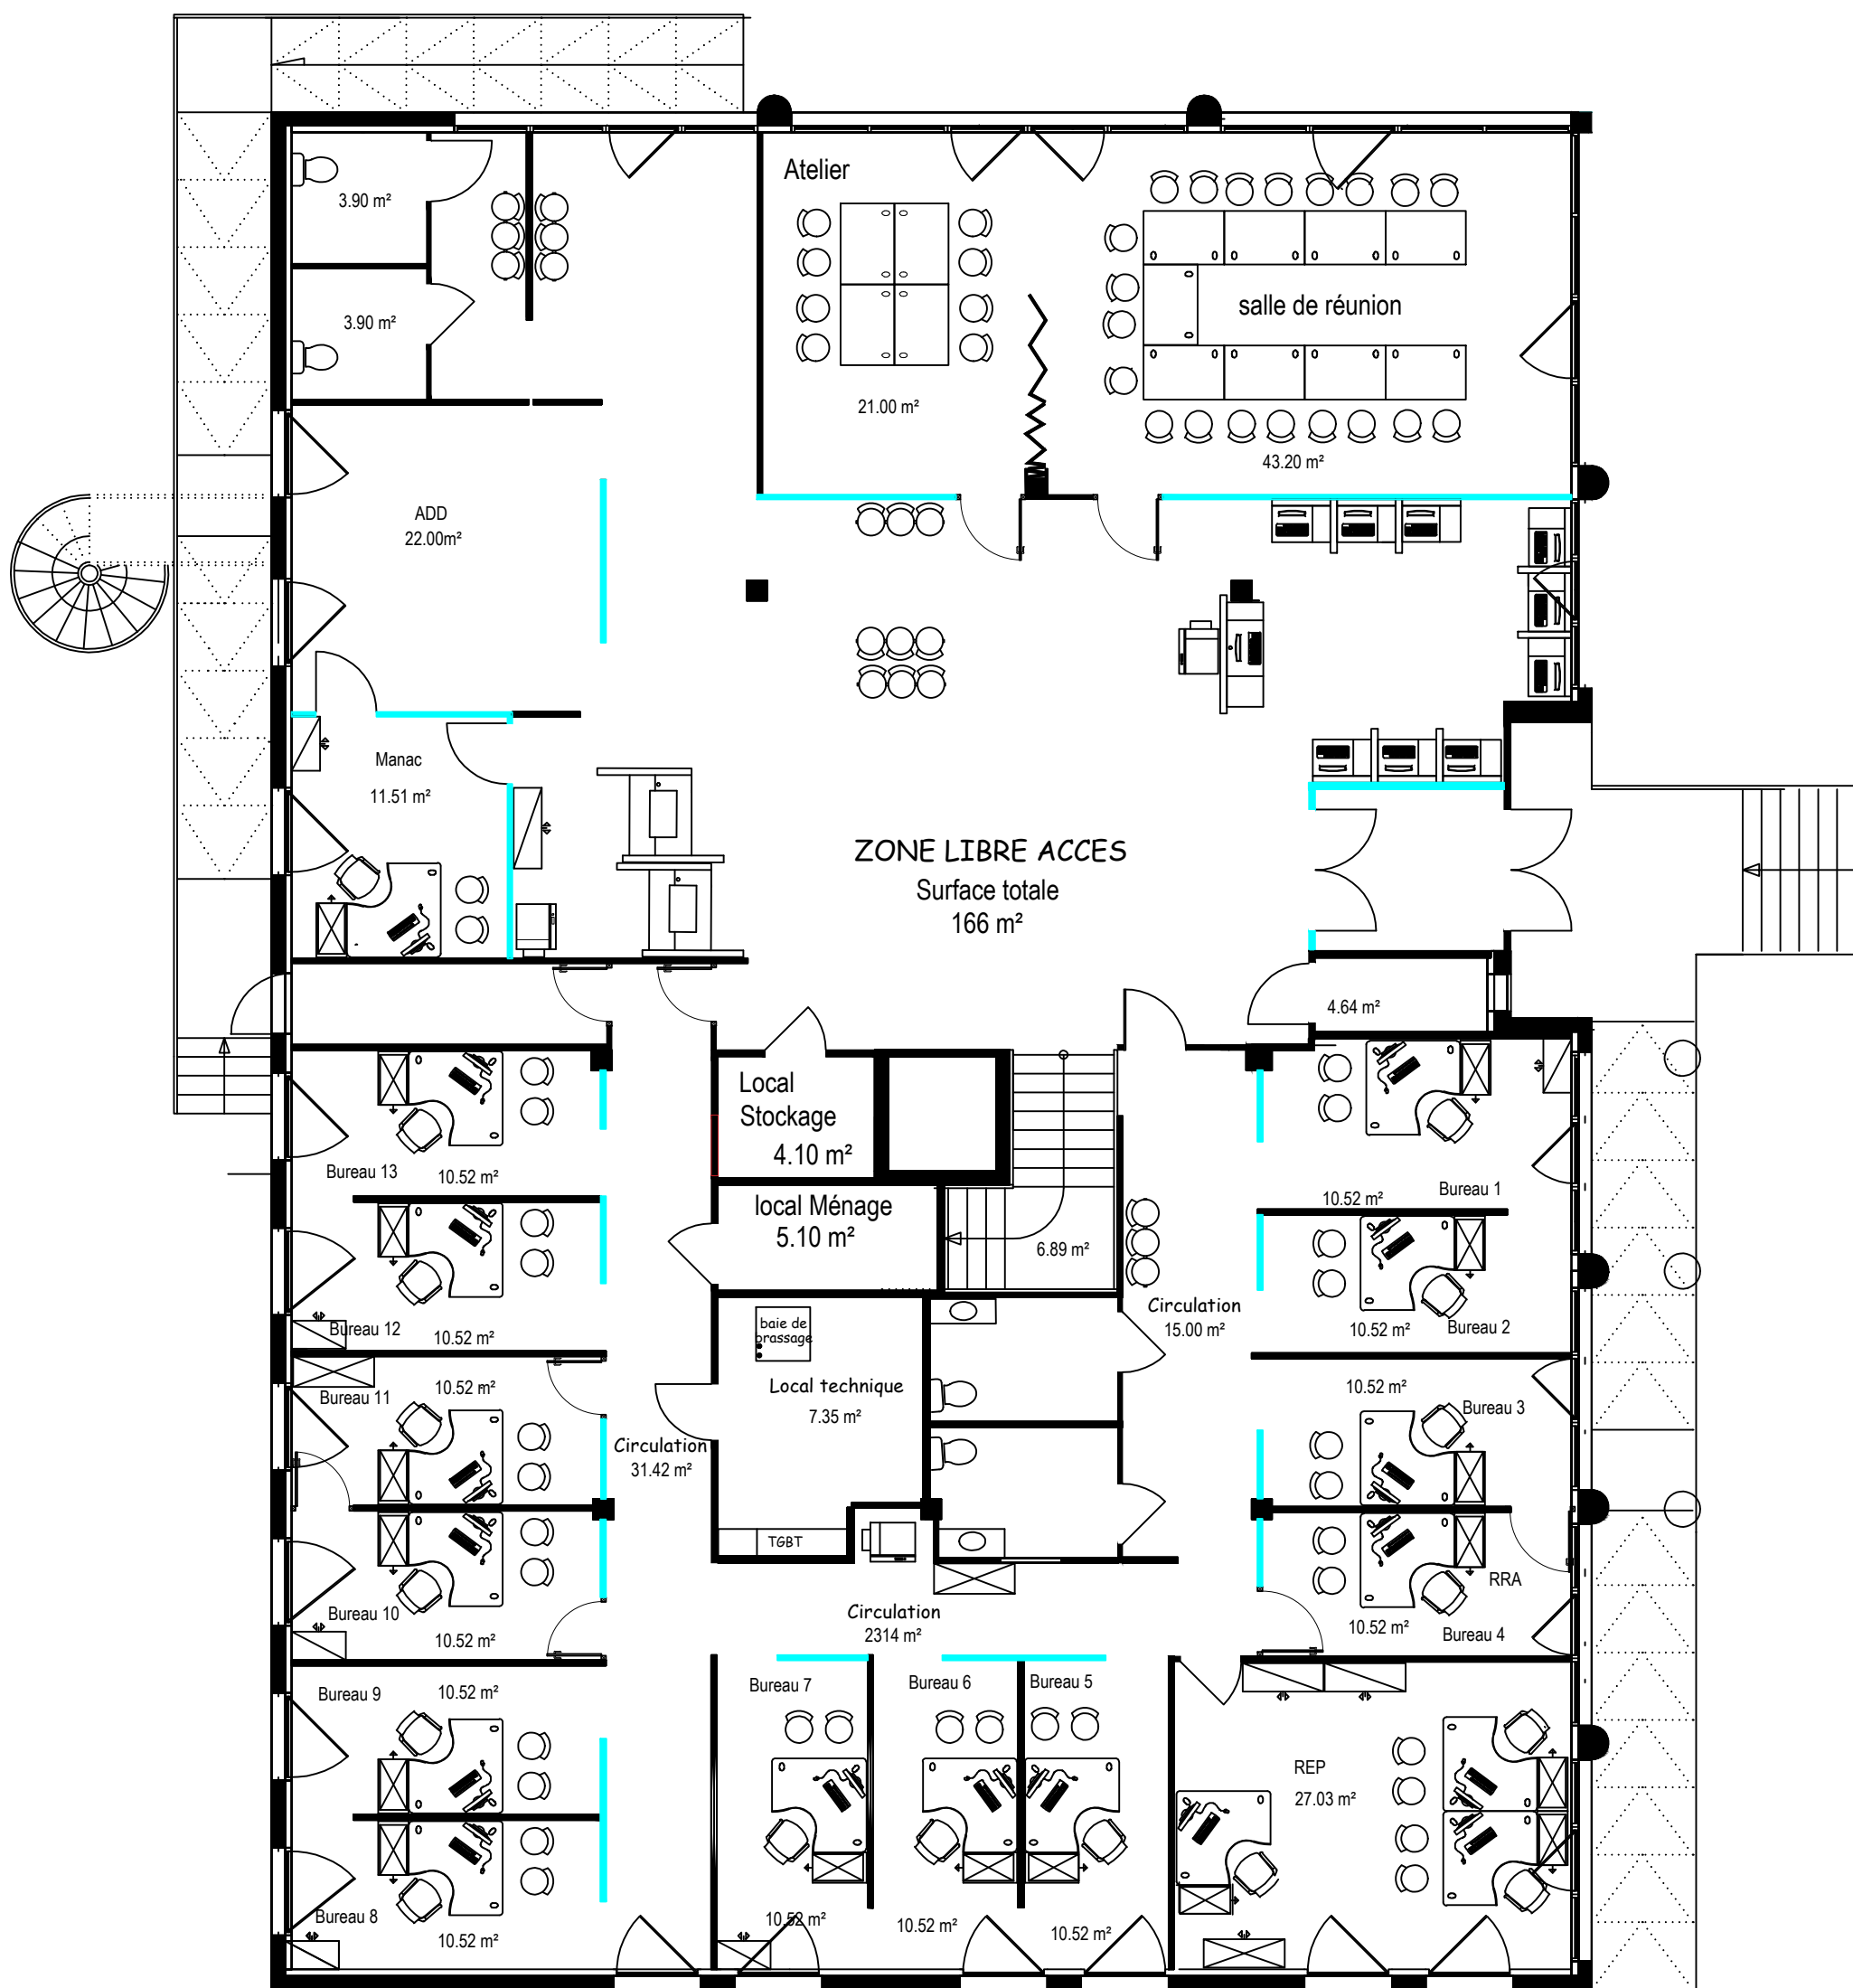 Atelier
3.90 m²
3.90 m²
salle de réunion
21.00 m²
43.20 m²
ADD
22.00m²
Manac
11.51 m²
ZONE LIBRE ACCES
Surface totale
166 m²
4.64 m²
Local
Stockage
4.10 m²
Bureau 13
10.52 m²
Bureau 1
10.52 m²
local Ménage
5.10 m²
6.89 m²
Circulation
15.00 m²
Bureau 12
10.52 m²
Bureau 2
10.52 m²
baie de
brassage
Local technique
7.35 m²
Bureau 11
10.52 m²
10.52 m²
Bureau 3
Circulation
31.42 m²
TGBT
RRA
Bureau 10
10.52 m²
10.52 m²
Bureau 4
Circulation
2314 m²
Bureau 9
10.52 m²
Bureau 7
Bureau 6
Bureau 5
REP
27.03 m²
Bureau 8
10.52 m²
10.52 m²
10.52 m²
10.52 m²